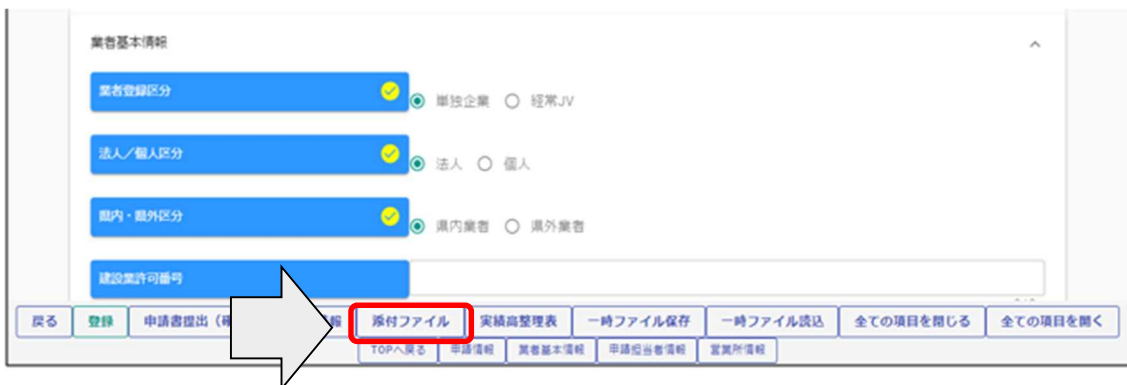 業者基本情報
業者登録区分 単独企業 経常JV
法人／個人区分 法人 個人
県内・県外区分 県内業者 県外業者
建設業許可番号
戻る 登録 申請書提出（確 報 添付ファイル 実績高整理表 一時ファイル保存 一時ファイル読込 全ての項目を閉じる 全ての項目を開く
TOPへ戻る 申請情報 業者基本情報 申請担当者情報 営業所情報